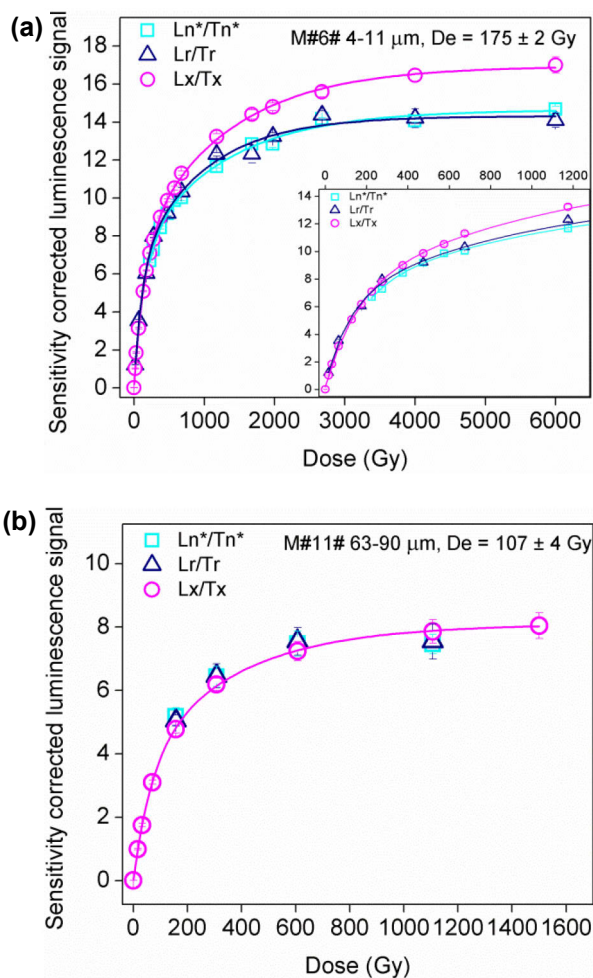 (a)
M#6# 4-11 μm, De = 175 ± 2 Gy
Ln*/Tn*
Lr/Tr
Lx/Tx
Sensitivity corrected luminescence signal
18
16
14
12
10
8
6
4
2
0
0 200 400 600 800 1000 1200
14
12
10
8
6
4
2
0
Ln*/Tn*
Lr/Tr
Lx/Tx
0 1000 2000 3000 4000 5000 6000
Dose (Gy)
(b)
M#11# 63-90 μm, De = 107 ± 4 Gy
Ln*/Tn*
Lr/Tr
Lx/Tx
Sensitivity corrected luminescence signal
10
8
6
4
2
0
0 200 400 600 800 1000 1200 1400 1600
Dose (Gy)